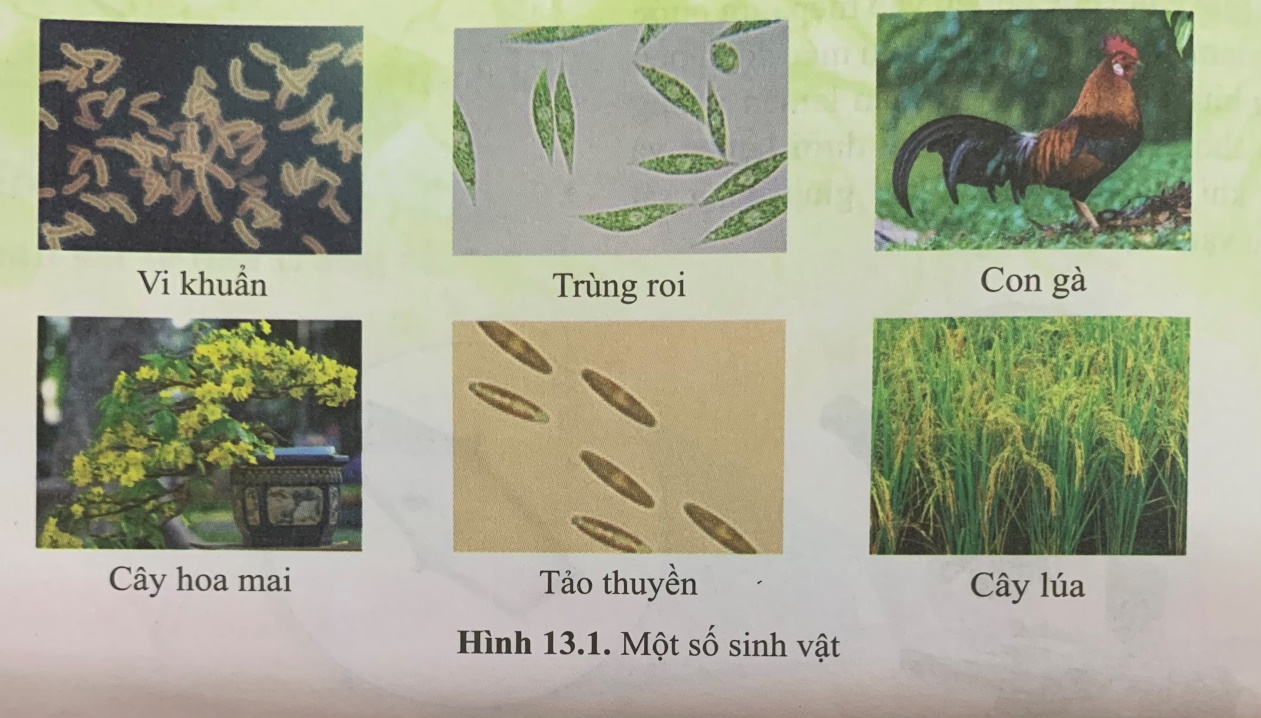 Vi khuẩn
Trùng roi
Con gà
Cây hoa mai
Tảo thuyền
Cây lúa
Hình 13.1. Một số sinh vật